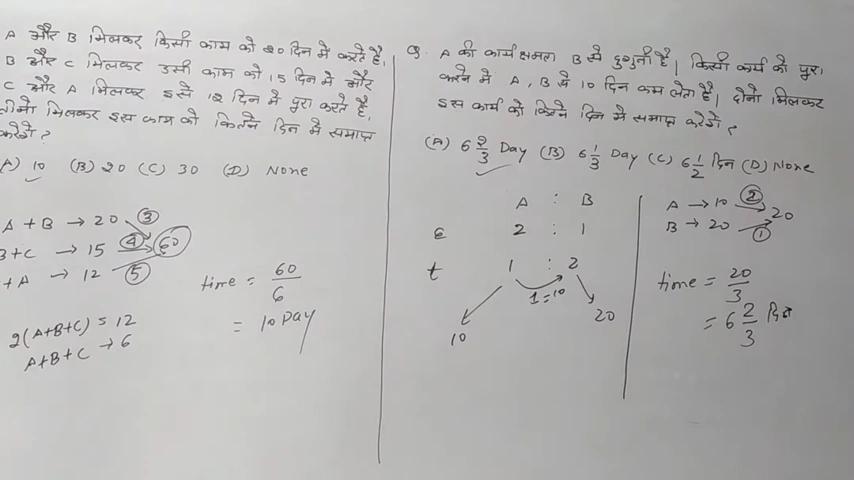 A और B मिलकर किसी काम को 20 दिन में करते है,
B और C मिलकर उसी काम को 15 दिन में और
C और A मिलकर इसे 12 दिन में पूरा करते है,
तीनों मिलकर इस काम को कितने दिन में समाप्त
करेंगे ?
A) 10 (B) 20 (C) 30 (D) None
A + B → 20 ③
B+C → 15 ④ 60
+ A → 12 ⑤
time = 60/6
= 10 Day
2(A+B+C) = 12
A+B+C → 6
Q. A की कार्य क्षमता B से दुगुनी है | किसी कार्य को पुरा
करने में A, B से 10 दिन कम लेता है | दोनो मिलकर
इस कार्य को कितने दिन में समाप्त करेगें ?
(A) 6 2/3 Day (B) 6 1/3 Day (C) 6 1/2 दिन (D) None
A : B
E 2 : 1
t 1 : 2
1 = 10
10 20
A → 10 ② 20
B → 20 ①
time = 20/3
= 6 2/3 दिन